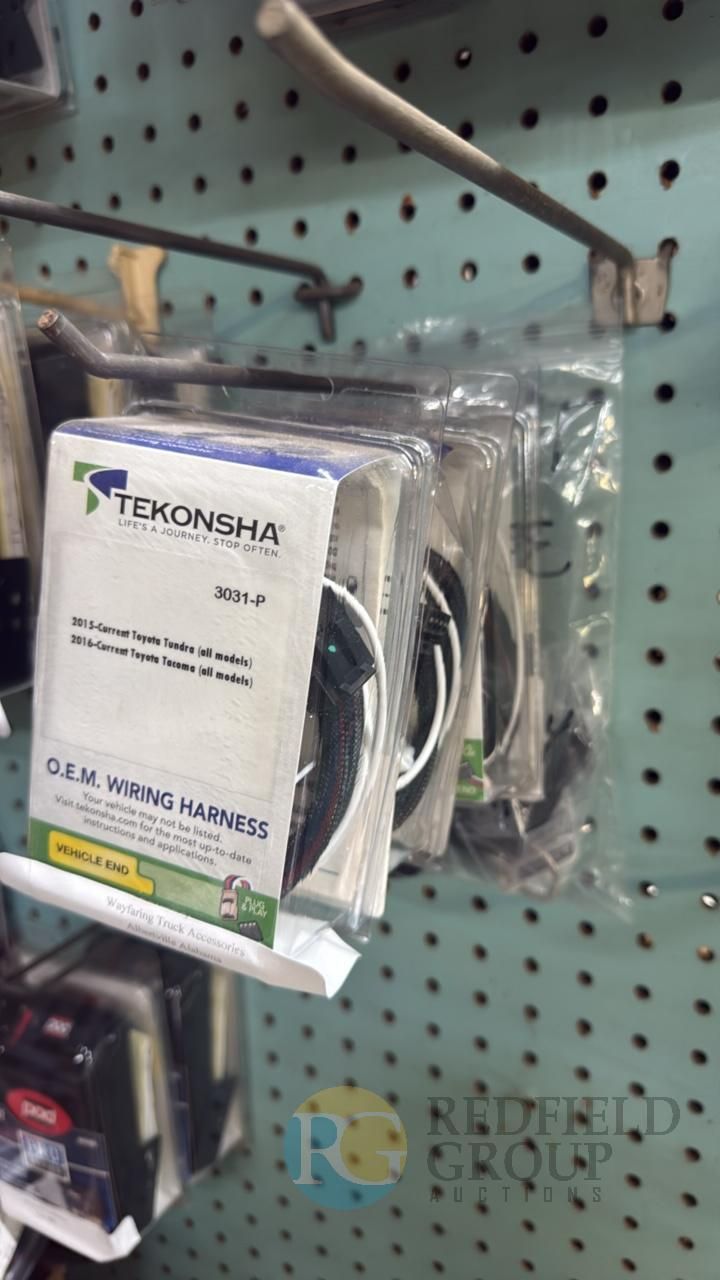 TEKONSHA®
LIFE'S A JOURNEY. STOP OFTEN.
3031-P
2015-Current Toyota Tundra (all models)
2016-Current Toyota Tacoma (all models)
O.E.M. WIRING HARNESS
Your vehicle may not be listed.
Visit tekonsha.com for the most up-to-date
instructions and applications.
VEHICLE END
PLUG
& PLAY
Wayfaring Truck Accessories
Albertville Alabama
RG
REDFIELD
GROUP
AUCTIONS